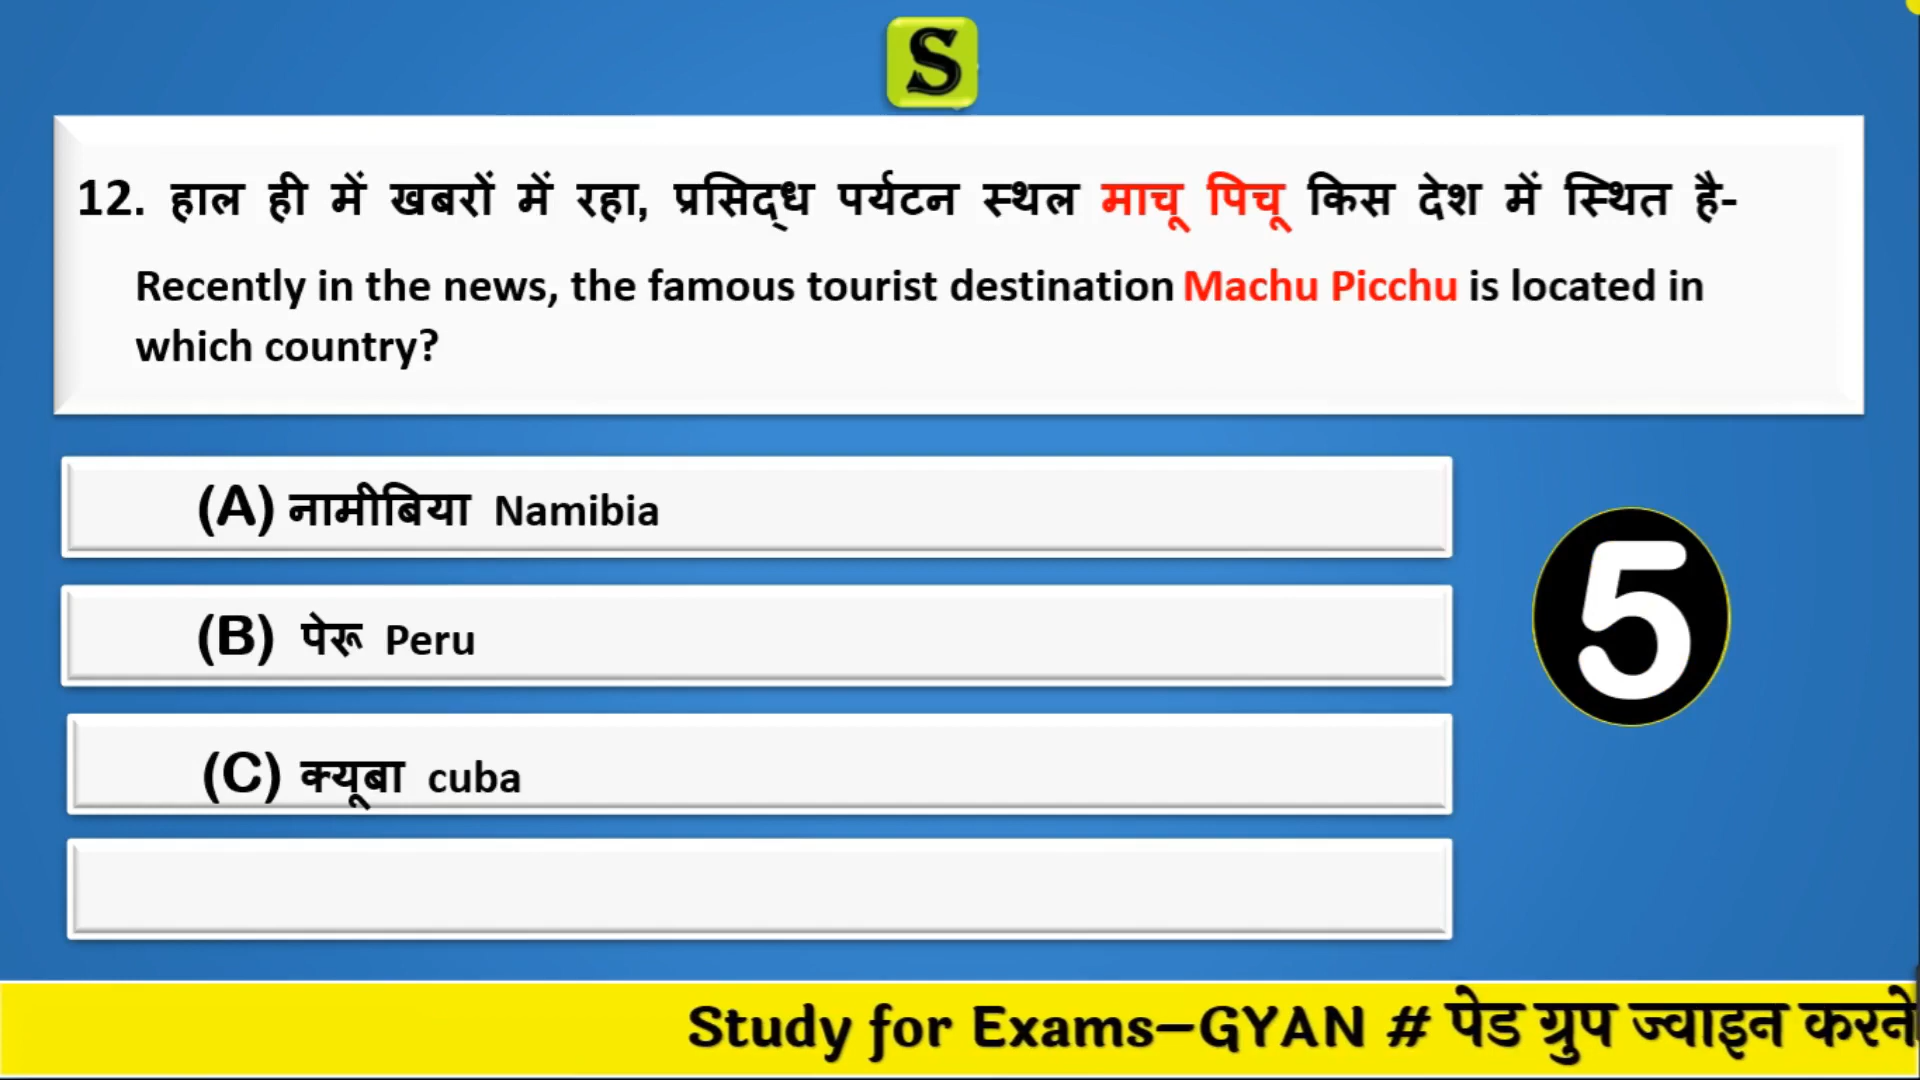 S
12. हाल ही में खबरों में रहा, प्रसिद्ध पर्यटन स्थल माचू पिचू किस देश में स्थित है-
Recently in the news, the famous tourist destination Machu Picchu is located in
which country?
(A) नामीबिया Namibia
(B) पेरू Peru
5
(C) क्यूबा cuba
Study for Exams–GYAN # पेड ग्रुप ज्वाइन करने